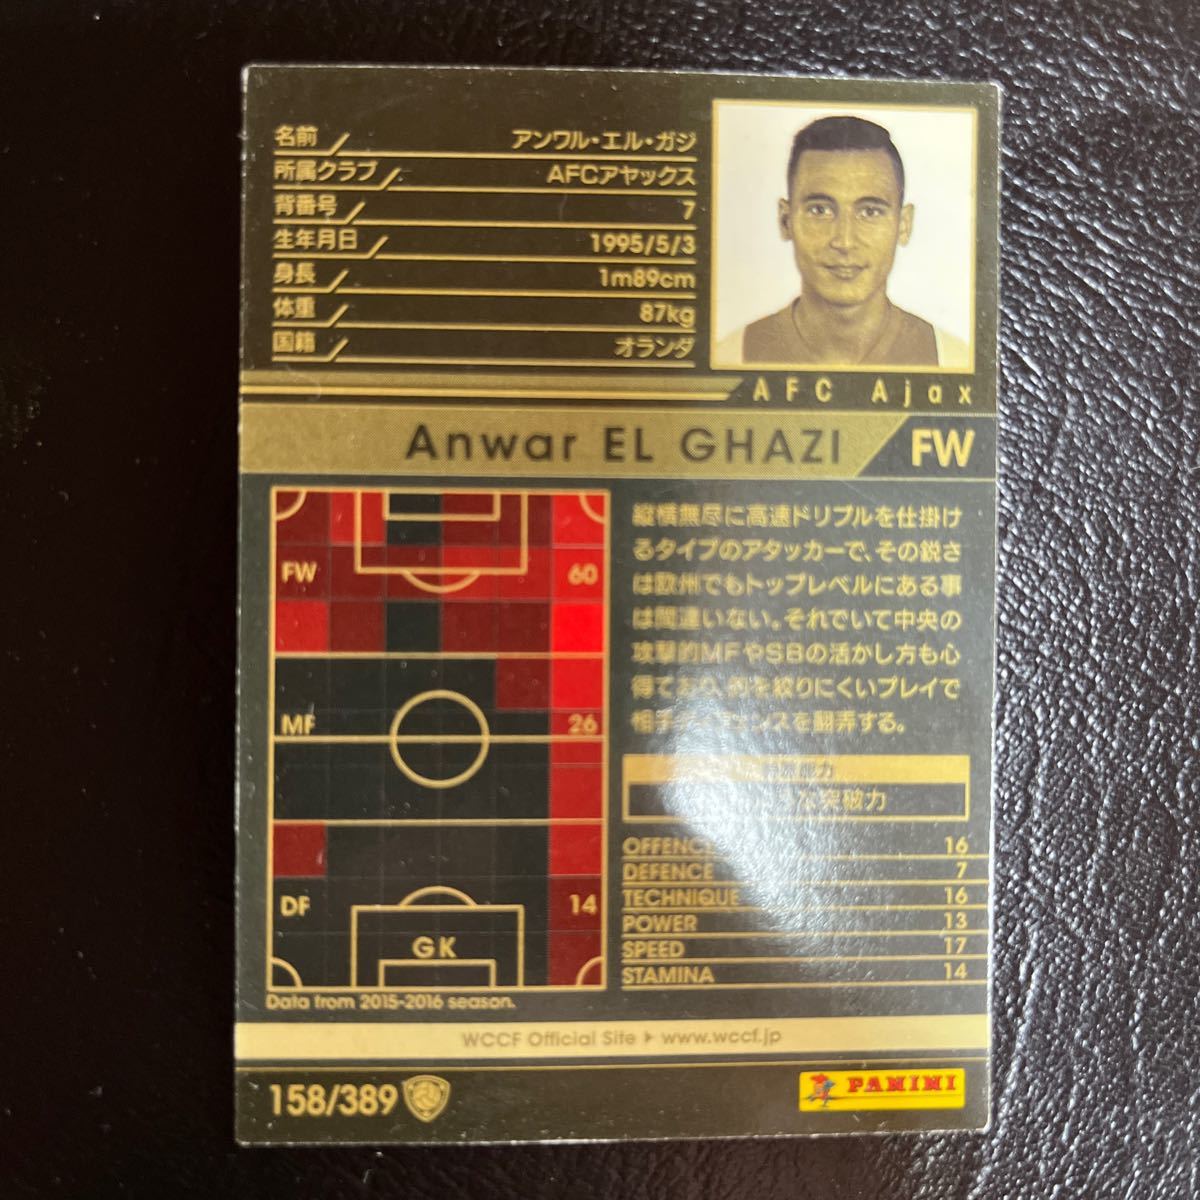 名前 アンワル・エル・ガジ
所属クラブ AFCアヤックス
背番号 7
生年月日 1995/5/3
身長 1m89cm
体重 87kg
国籍 オランダ
AFC Ajax
Anwar EL GHAZI FW
縦横無尽に高速ドリブルを仕掛け
るタイプのアタッカーで、その鋭さ
は欧州でもトップレベルにある事
は間違いない。それでいて中央の
攻撃的MFやSBの活かし方も心
得ており、的を絞りにくいプレイで
相手ディフェンスを翻弄する。
FW 60
MF 26
DF 14
GK
Data from 2015-2016 season.
能力
な突破力
OFFENCE 16
DEFENCE 7
TECHNIQUE 16
POWER 13
SPEED 17
STAMINA 14
WCCF Official Site ▶ www.wccf.jp
158/389
PANINI